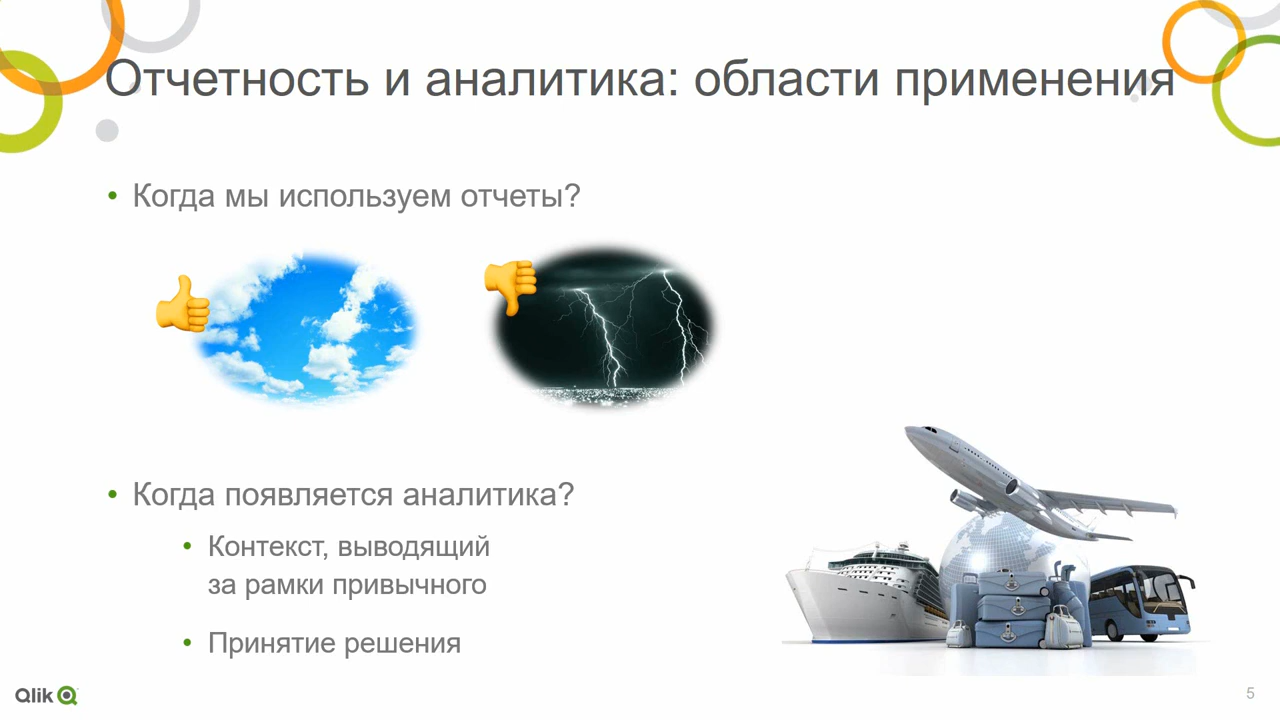 Отчетность и аналитика: области применения
• Когда мы используем отчеты?
• Когда появляется аналитика?
• Контекст, выводящий
за рамки привычного
• Принятие решения
Qlik
5